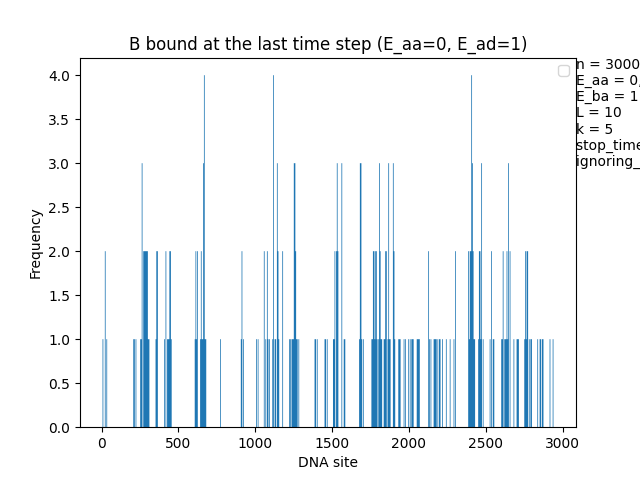 B bound at the last time step (E_aa=0, E_ad=1)
4.0
3.5
3.0
2.5
2.0
1.5
1.0
0.5
0.0
Frequency
0 500 1000 1500 2000 2500 3000
DNA site
n = 3000
E_aa = 0,
E_ba = 1
L = 10
k = 5
stop_time
ignoring_